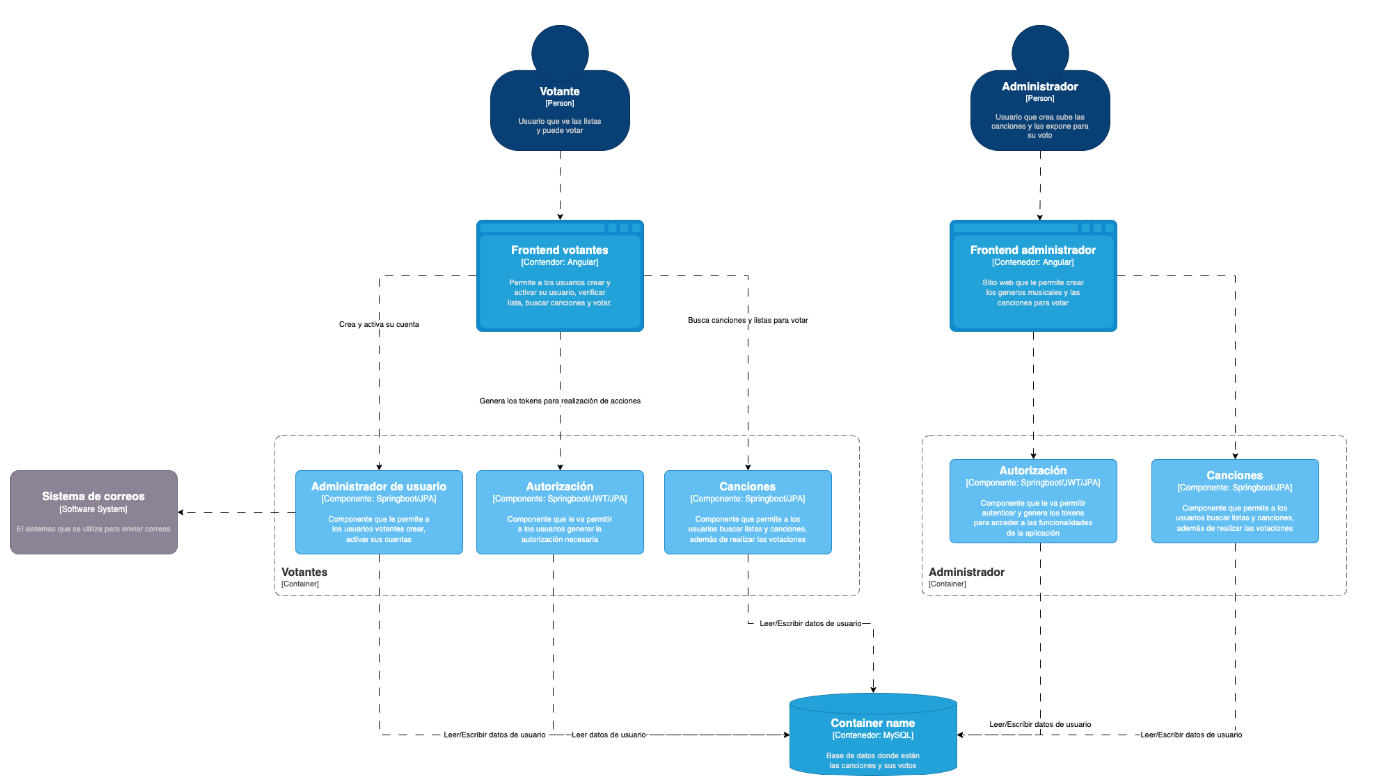 Votante
[Person]
Usuario que ve las listas
y puede votar
Administrador
[Person]
Usuario que crea sube las
canciones y las expone para
su voto
Frontend votantes
[Contendor: Angular]
Permite a los usuarios crear y
activar su usuario, verificar
lista, buscar canciones y votar.
Frontend administrador
[Contenedor: Angular]
Sitio web que le permite crear
los generos musicales y las
canciones para votar
Crea y activa su cuenta
Busca canciones y listas para votar
Genera los tokens para realización de acciones
Sistema de correos
[Software System]
El sistemas que se utiliza para enviar correos
Administrador de usuario
[Componente: Springboot/JPA]
Componente que le permite a
los usuarios votantes crear,
activar sus cuentas
Autorización
[Componente: Springboot/JWT/JPA]
Componente que le va permitir
a los usuarios generar la
autorización necesaria
Canciones
[Componente: Springboot/JPA]
Componente que permite a los
usuarios buscar listas y canciones,
además de realizar las votaciones
Votantes
[Container]
Autorización
[Componente: Springboot/JWT/JPA]
Componente que le va permitir
autenticar y genera los tokens
para acceder a las funcionalidades
de la aplicación
Canciones
[Componente: Springboot/JPA]
Componente que permite a los
usuarios buscar listas y canciones,
además de realizar las votaciones
Administrador
[Container]
Leer/Escribir datos de usuario
Leer/Escribir datos de usuario
Leer datos de usuario
Container name
[Contenedor: MySQL]
Base de datos donde están
las canciones y sus votos
Leer/Escribir datos de usuario
Leer/Escribir datos de usuario